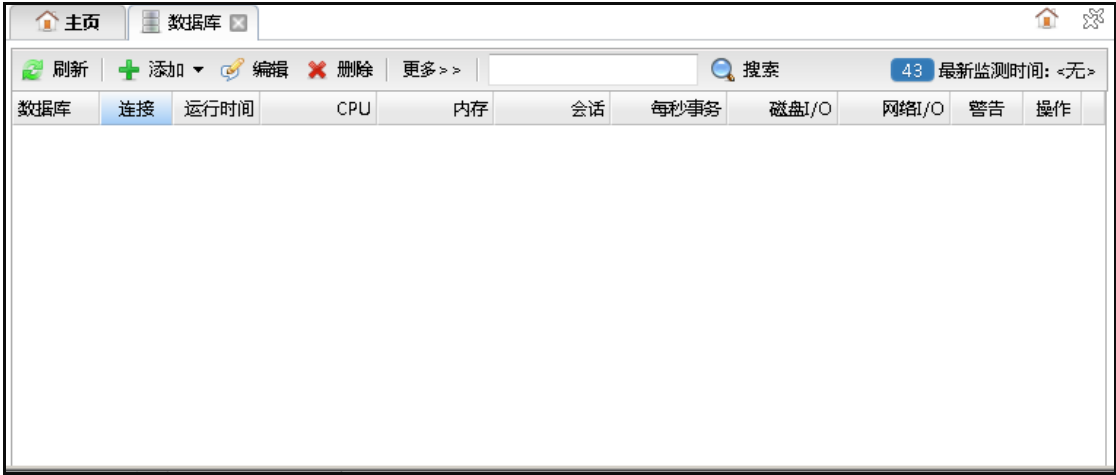 主页 数据库
刷新 添加 编辑 删除 更多>> 搜索 43 最新监测时间: <无>
数据库 连接 运行时间 CPU 内存 会话 每秒事务 磁盘I/O 网络I/O 警告 操作